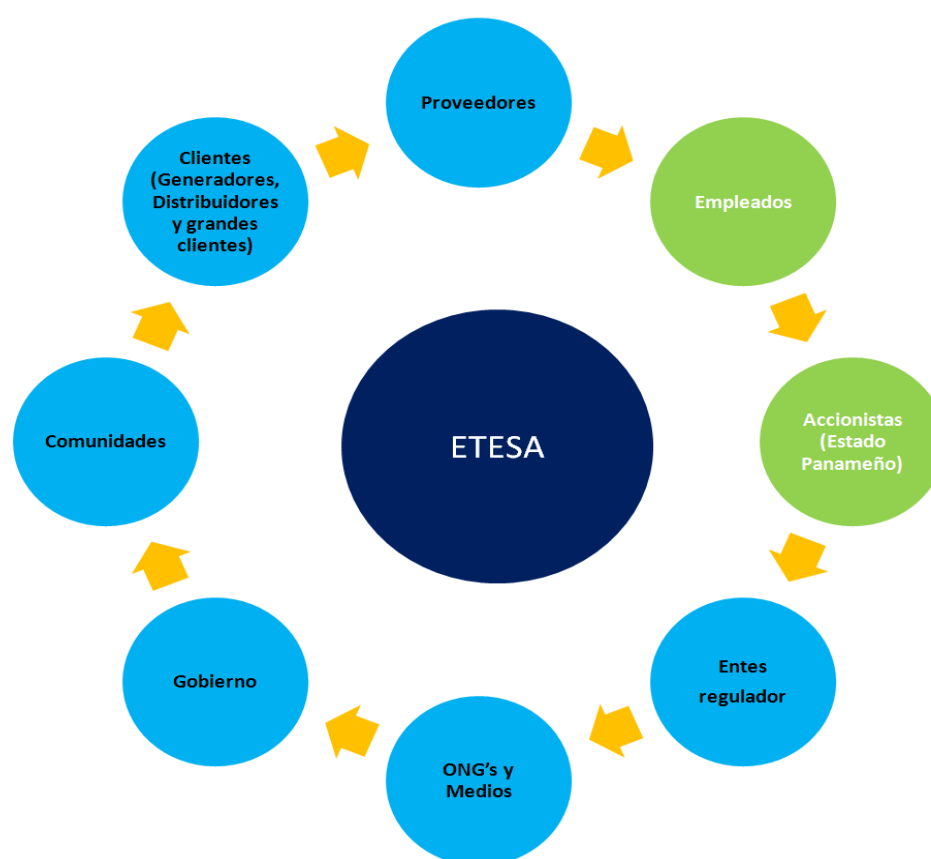 Proveedores
Empleados
Accionistas
(Estado
Panameño)
Entes
regulador
ONG's y
Medios
Gobierno
Comunidades
Clientes
(Generadores,
Distribuidores
y grandes
clientes)
ETESA